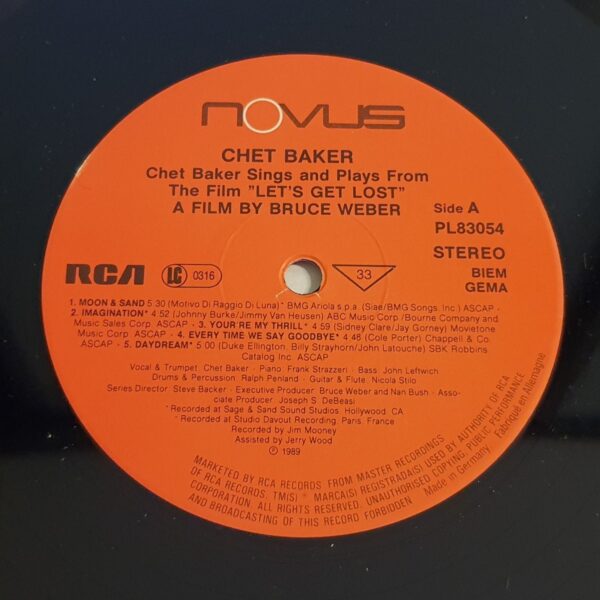 NOVUS
CHET BAKER
Chet Baker Sings and Plays From
The Film "LET'S GET LOST"
A FILM BY BRUCE WEBER
Side A
PL83054
STEREO
BIEM
GEMA
RCA
LC 0316
33
1. MOON & SAND 5:30 (Motivo Di Raggio Di Luna)* BMG Ariola s.p.a. (Siae/BMG Songs, Inc.) ASCAP -
2. IMAGINATION* 4:52 (Johnny Burke/Jimmy Van Heusen) ABC Music Corp./Bourne Company and
Music Sales Corp. ASCAP - 3. YOUR'RE MY THRILL* 4:59 (Sidney Clare/Jay Gorney) Movietone
Music Corp. ASCAP - 4. EVERY TIME WE SAY GOODBYE* 4:48 (Cole Porter) Chappell & Co.
ASCAP - 5. DAYDREAM* 5:00 (Duke Ellington, Billy Strayhorn/John Latouche) SBK Robbins
Catalog Inc. ASCAP
Vocal & Trumpet: Chet Baker - Piano: Frank Strazzeri - Bass: John Leftwich
Drums & Percussion: Ralph Penland - Guitar & Flute: Nicola Stilo
Series Director: Steve Backer - Executive Producer: Bruce Weber and Nan Bush - Asso-
ciate Producer: Joseph S. DeBeasi
*Recorded at Sage & Sand Sound Studios, Hollywood, CA
*Recorded at Studio Davout Recording, Paris, France
Recorded by Jim Mooney
Assisted by Jerry Wood
℗ 1989
MARKETED BY RCA RECORDS, FROM MASTER RECORDINGS
OF RCA RECORDS, TM(S) ® MARCA(S) REGISTRADA(S) USED BY AUTHORITY OF RCA
CORPORATION. ALL RIGHTS RESERVED. UNAUTHORISED COPYING, PUBLIC PERFORMANCE
AND BROADCASTING OF THIS RECORD FORBIDDEN
Made in Germany.
Fabriqué en Allemagne